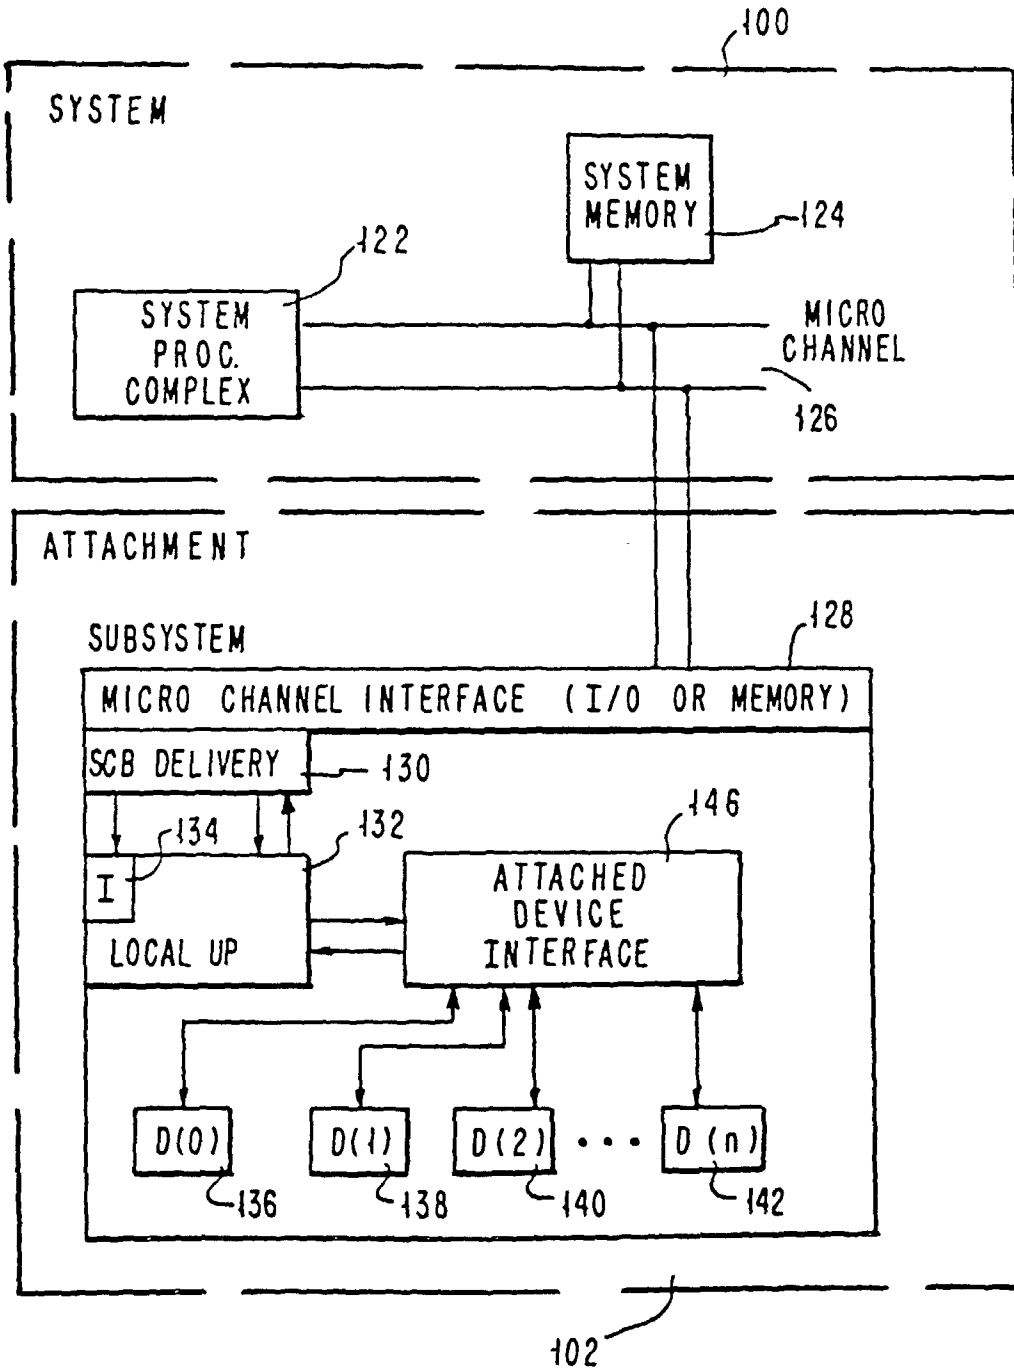 100
SYSTEM
SYSTEM
MEMORY
124
122
SYSTEM
PROC.
COMPLEX
MICRO
CHANNEL
126
ATTACHMENT
SUBSYSTEM
128
MICRO CHANNEL INTERFACE (I/O OR MEMORY)
SCB DELIVERY
130
134
132
146
I
LOCAL UP
ATTACHED
DEVICE
INTERFACE
D(0)
D(1)
D(2)
• • •
D(n)
136
138
140
142
102